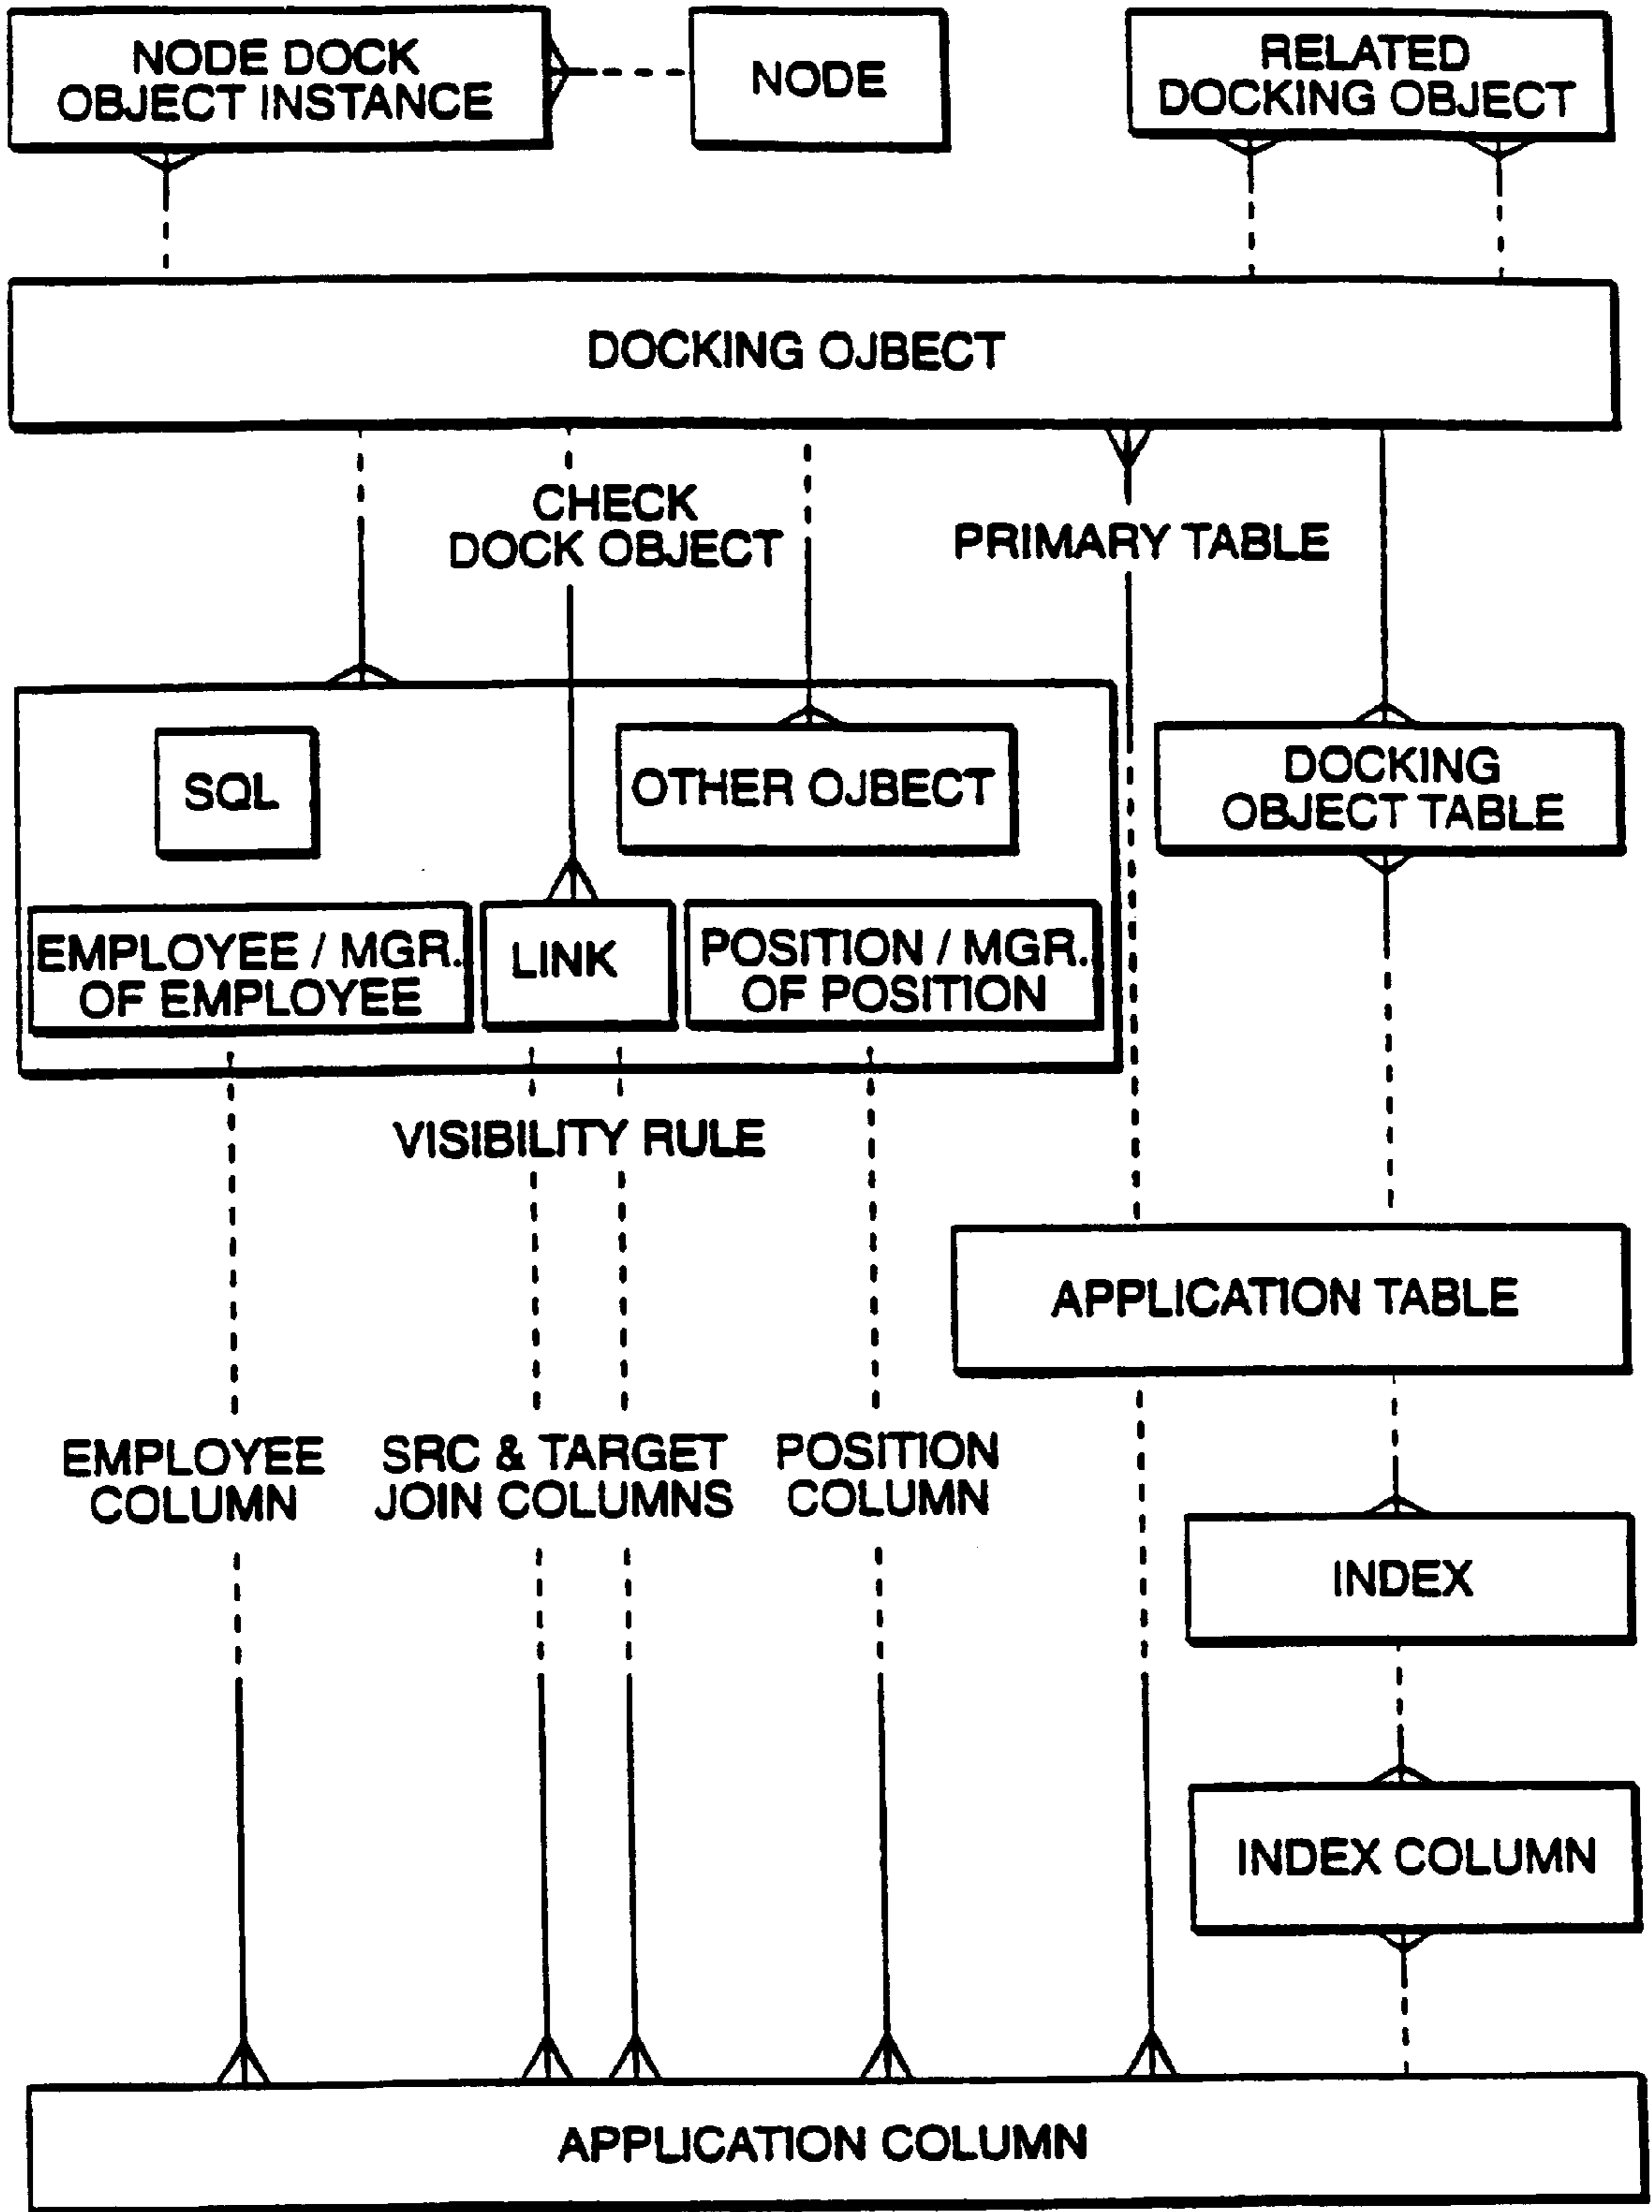 NODE DOCK
OBJECT INSTANCE
NODE
RELATED
DOCKING OBJECT
DOCKING OJBECT
CHECK
DOCK OBJECT
PRIMARY TABLE
SQL
OTHER OJBECT
DOCKING
OBJECT TABLE
EMPLOYEE / MGR.
OF EMPLOYEE
LINK
POSITION / MGR.
OF POSITION
VISIBILITY RULE
APPLICATION TABLE
EMPLOYEE
COLUMN
SRC & TARGET
JOIN COLUMNS
POSITION
COLUMN
INDEX
INDEX COLUMN
APPLICATION COLUMN